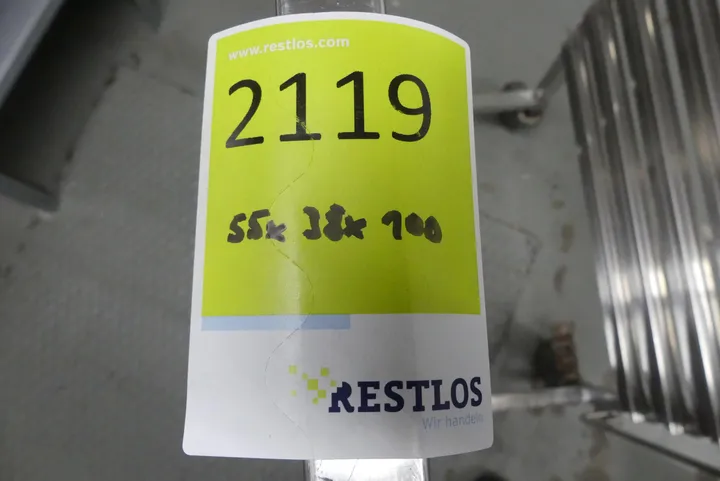 www.restlos.com
2119
55x 38x 100
RESTLOS
Wir handeln